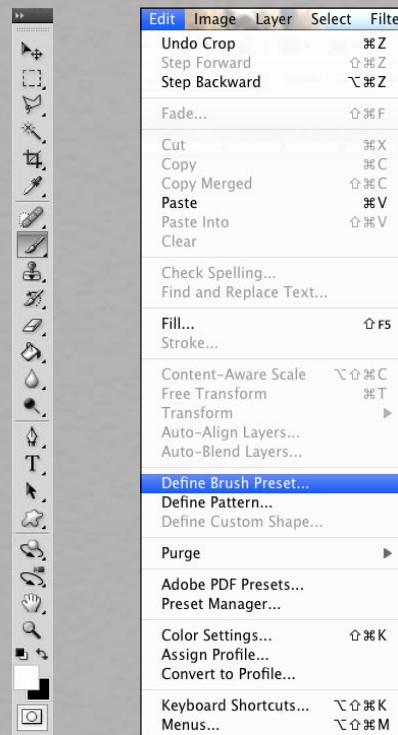 Edit Image Layer Select Filte
Undo Crop ⌘Z
Step Forward ⇧⌘Z
Step Backward ⌥⌘Z
Fade... ⇧⌘F
Cut ⌘X
Copy ⌘C
Copy Merged ⇧⌘C
Paste ⌘V
Paste Into ⇧⌘V
Clear
Check Spelling...
Find and Replace Text...
Fill... ⇧F5
Stroke...
Content-Aware Scale ⌥⇧⌘C
Free Transform ⌘T
Transform
Auto-Align Layers...
Auto-Blend Layers...
Define Brush Preset...
Define Pattern...
Define Custom Shape...
Purge
Adobe PDF Presets...
Preset Manager...
Color Settings... ⇧⌘K
Assign Profile...
Convert to Profile...
Keyboard Shortcuts... ⌥⇧⌘K
Menus... ⌥⇧⌘M